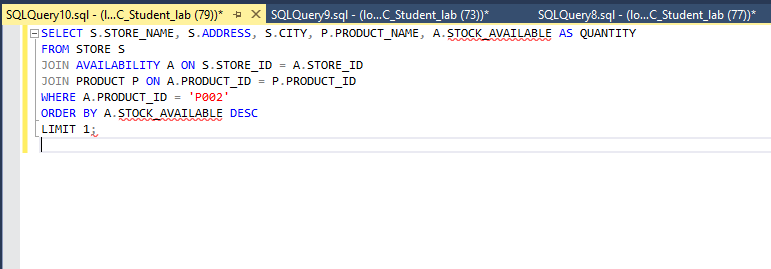 SQLQuery10.sql - (l...C_Student_lab (79))* SQLQuery9.sql - (lo...C_Student_lab (73))* SQLQuery8.sql - (lo...C_Student_lab (77))*
SELECT S.STORE_NAME, S.ADDRESS, S.CITY, P.PRODUCT_NAME, A.STOCK_AVAILABLE AS QUANTITY
FROM STORE S
JOIN AVAILABILITY A ON S.STORE_ID = A.STORE_ID
JOIN PRODUCT P ON A.PRODUCT_ID = P.PRODUCT_ID
WHERE A.PRODUCT_ID = 'P002'
ORDER BY A.STOCK_AVAILABLE DESC
LIMIT 1;